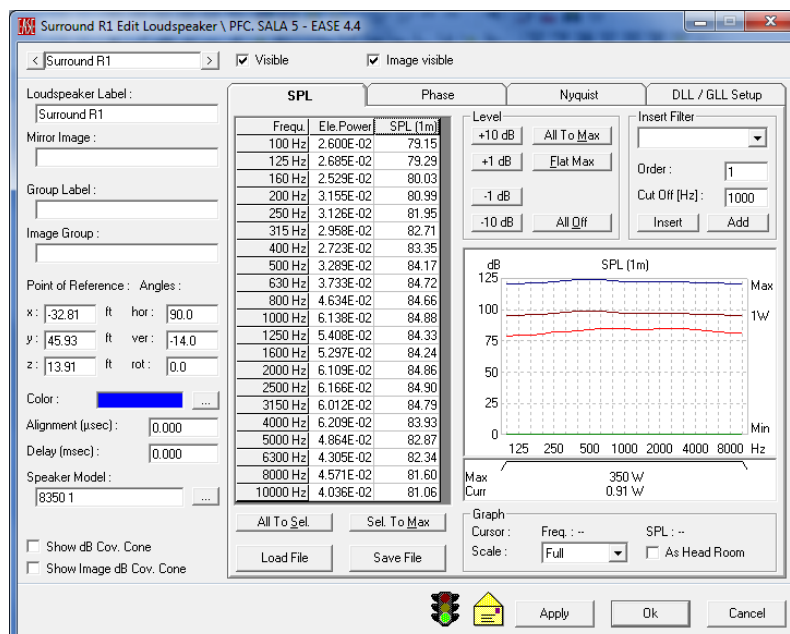 EASE Surround R1 Edit Loudspeaker \ PFC. SALA 5 - EASE 4.4
< Surround R1 > Visible Image visible
Loudspeaker Label :
Surround R1
Mirror Image :
Group Label :
Image Group :
Point of Reference : Angles :
x : -32.81 ft hor : 90.0
y : 45.93 ft ver : -14.0
z : 13.91 ft rot : 0.0
Color : ...
Alignment (µsec) : 0.000
Delay (msec) : 0.000
Speaker Model :
8350 1 ...
Show dB Cov. Cone
Show Image dB Cov. Cone
SPL Phase Nyquist DLL / GLL Setup
Frequ. Ele.Power SPL (1m)
100 Hz 2.600E-02 79.15
125 Hz 2.685E-02 79.29
160 Hz 2.529E-02 80.03
200 Hz 3.155E-02 80.99
250 Hz 3.126E-02 81.95
315 Hz 2.958E-02 82.71
400 Hz 2.723E-02 83.35
500 Hz 3.289E-02 84.17
630 Hz 3.733E-02 84.72
800 Hz 4.634E-02 84.66
1000 Hz 6.138E-02 84.88
1250 Hz 5.408E-02 84.33
1600 Hz 5.297E-02 84.24
2000 Hz 6.109E-02 84.86
2500 Hz 6.166E-02 84.90
3150 Hz 6.012E-02 84.79
4000 Hz 6.209E-02 83.93
5000 Hz 4.864E-02 82.87
6300 Hz 4.305E-02 82.34
8000 Hz 4.571E-02 81.60
10000 Hz 4.036E-02 81.06
All To Sel. Sel. To Max
Load File Save File
Level
+10 dB All To Max
+1 dB Flat Max
-1 dB
-10 dB All Off
Insert Filter
Order : 1
Cut Off [Hz] : 1000
Insert Add
dB SPL (1m)
125 Max
100 1W
75
50
25
0 Min
125 250 500 1000 2000 4000 8000 Hz
Max 350 W
Curr 0.91 W
Graph
Cursor : Freq. : -- SPL : --
Scale : Full As Head Room
Apply Ok Cancel